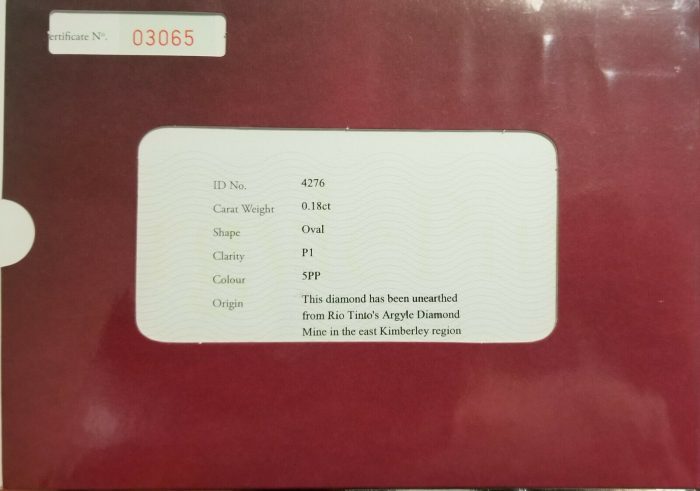 ertificate Nº. 03065
ID No. 4276
Carat Weight 0.18ct
Shape Oval
Clarity P1
Colour 5PP
Origin This diamond has been unearthed
from Rio Tinto's Argyle Diamond
Mine in the east Kimberley region